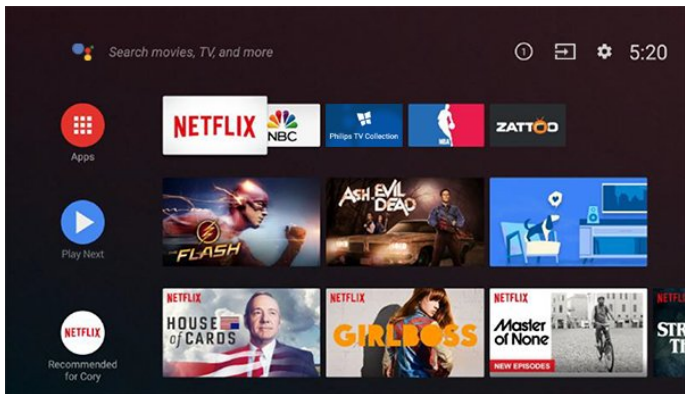 Search movies, TV, and more
1
5:20
Apps
NETFLIX
NBC
Philips TV Collection
NBA
ZATTOO
Play Next
THE
FLASH
ASH VS EVIL
DEAD
NETFLIX
Recommended
for Cory
NETFLIX
HOUSE
of CARDS
NETFLIX
GIRLBOSS
NETFLIX
Master
of None
NEW EPISODES
NETFLIX
STR
TH